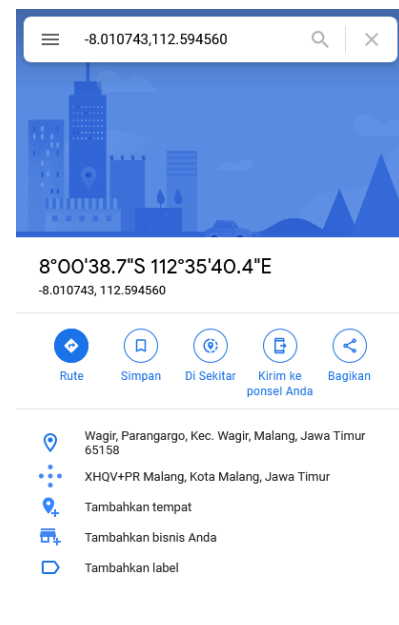 -8.010743,112.594560
8°00'38.7"S 112°35'40.4"E
-8.010743, 112.594560
Rute
Simpan
Di Sekitar
Kirim ke
ponsel Anda
Bagikan
Wagir, Parangargo, Kec. Wagir, Malang, Jawa Timur
65158
XHQV+PR Malang, Kota Malang, Jawa Timur
Tambahkan tempat
Tambahkan bisnis Anda
Tambahkan label